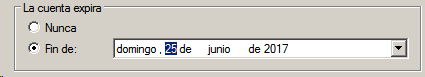 La cuenta expira
Nunca
Fin de: domingo , 25 de junio de 2017